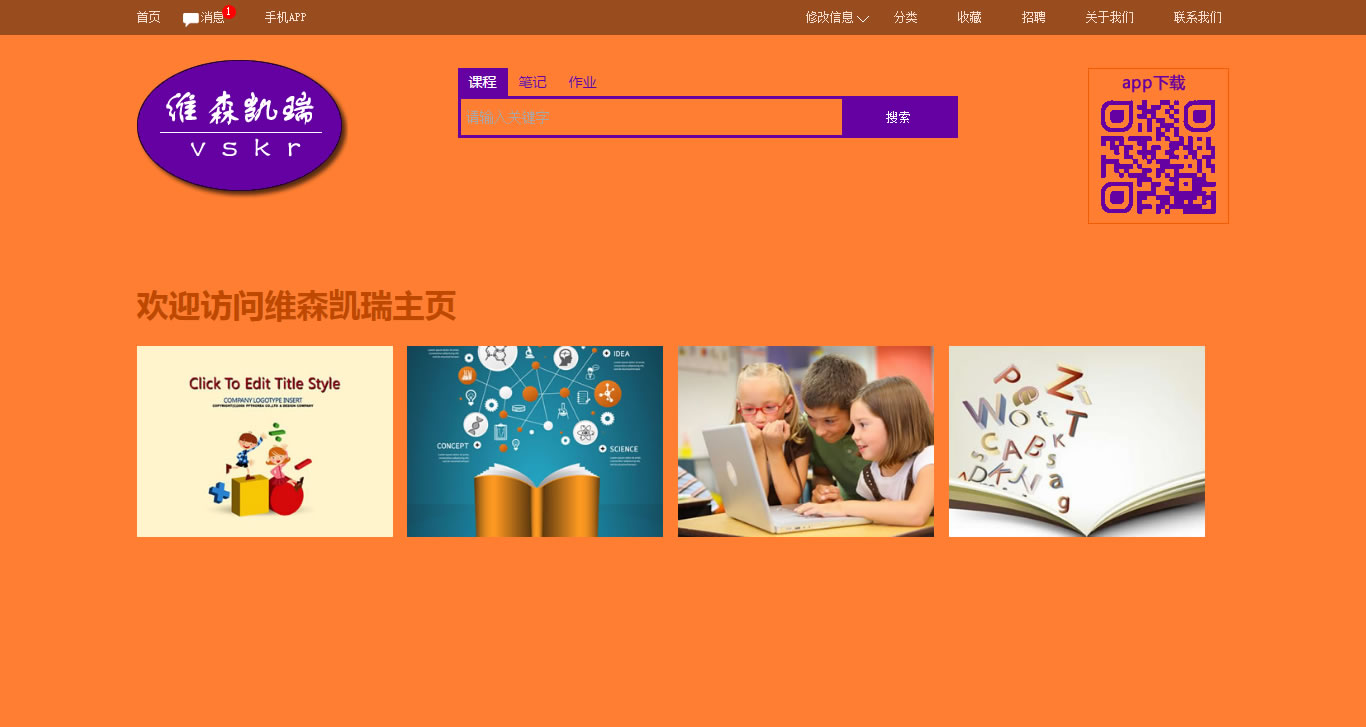 首页 消息 1 手机APP 修改信息 分类 收藏 招聘 关于我们 联系我们
维森凯瑞
vskr
课程 笔记 作业
请输入关键字
搜索
app下载
欢迎访问维森凯瑞主页
Click To Edit Title Style
COMPANY LOGOTYPE INSERT
IDEA
CONCEPT
SCIENCE